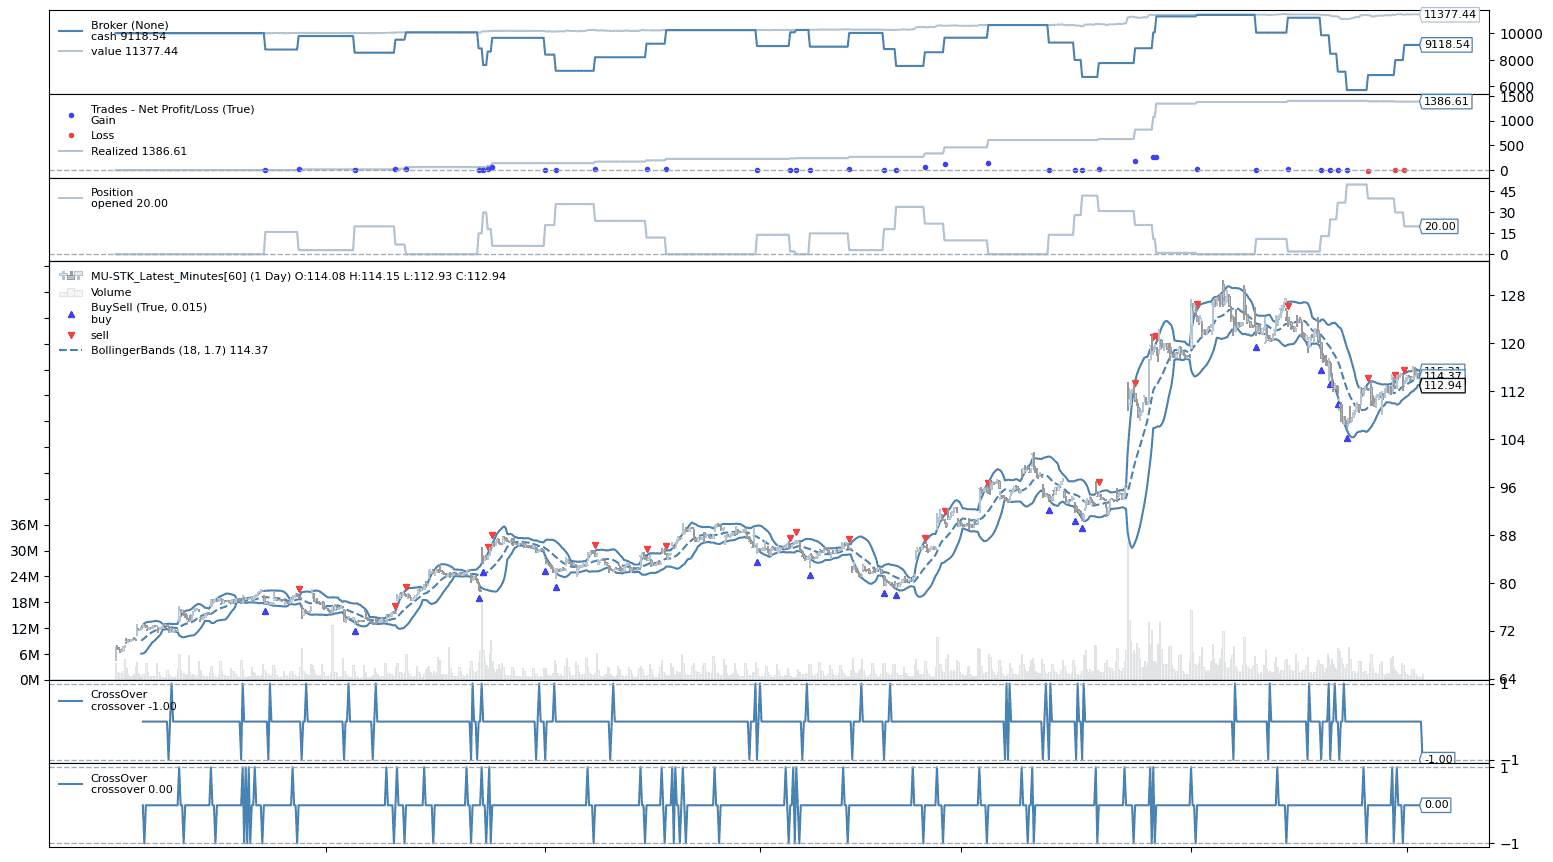 Broker (None)
cash 9118.54
value 11377.44
11377.44
10000
9118.54
8000
6000
Trades - Net Profit/Loss (True)
Gain
Loss
Realized 1386.61
1500
1386.61
1000
500
0
Position
opened 20.00
45
30
20.00
15
0
MU-STK_Latest_Minutes[60] (1 Day) O:114.08 H:114.15 L:112.93 C:112.94
Volume
BuySell (True, 0.015)
buy
sell
BollingerBands (18, 1.7) 114.37
128
120
114.37
112.94
112
104
96
88
80
72
64
36M
30M
24M
18M
12M
6M
0M
CrossOver
crossover -1.00
1
-1.00
−1
CrossOver
crossover 0.00
1
0.00
−1